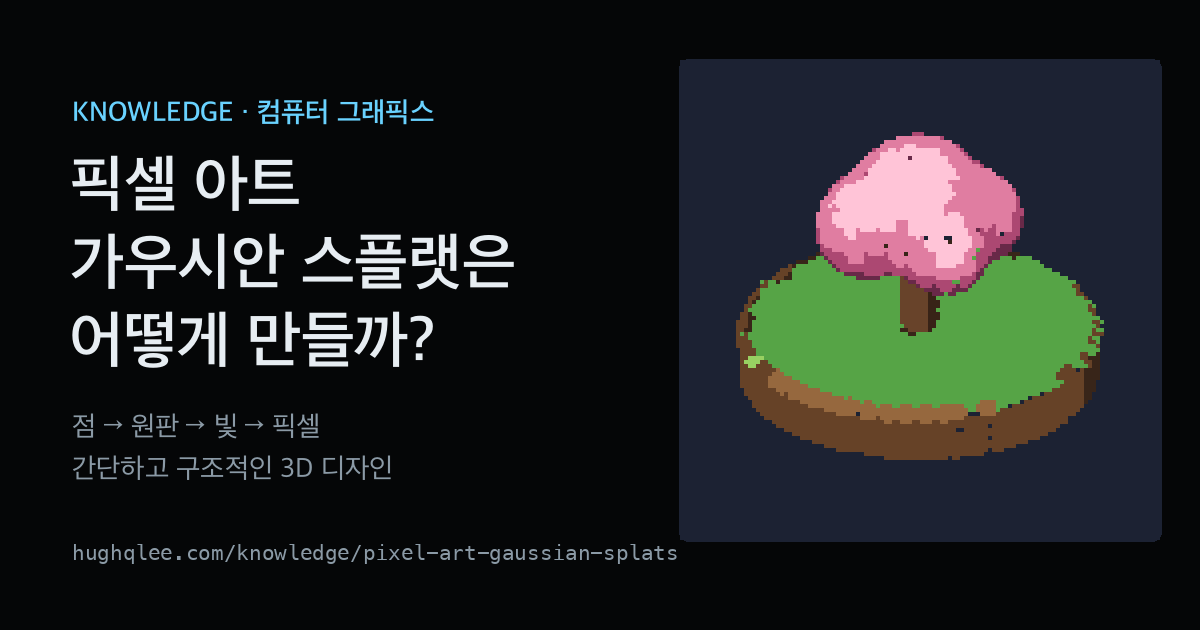 KNOWLEDGE · 컴퓨터 그래픽스
픽셀 아트
가우시안 스플랫은
어떻게 만들까?
점 → 원판 → 빛 → 픽셀
간단하고 구조적인 3D 디자인
hughqlee.com/knowledge/pixel-art-gaussian-splats